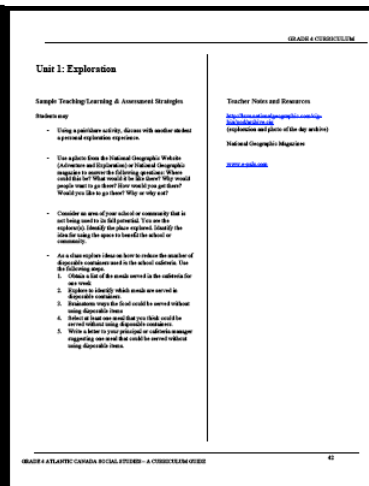 GRADE 4 CURRICULUM
Unit 1: Exploration
Sample Teaching/Learning & Assessment Strategies
Students may
- Using a pair/share activity, discuss with another student
a personal exploration experience.
- Use a photo from the National Geographic Website
(Adventure and Exploration) or National Geographic
magazine to answer the following questions: Where
could this be? What would it be like there? Why would
people want to go there? How would you get there?
Would you like to go there? Why or why not?
- Consider an area of your school or community that is
not being used to its full potential. You are the
explorer(s). Identify the place explored. Identify the
idea for using the space to benefit the school or
community.
- As a class explore ideas on how to reduce the number of
disposable containers used in the school cafeteria. Use
the following steps.
1. Obtain a list of the meals served in the cafeteria for
one week
2. Explore to identify which meals are served in
disposable containers.
3. Brainstorm ways the food could be served without
using disposable items
4. Select at least one meal that you think could be
served without using disposable containers.
5. Write a letter to your principal or cafeteria manager
suggesting one meal that could be served without
using disposable items.
Teacher Notes and Resources
(exploration and photo of the day archive)
National Geographic Magazines
GRADE 4 ATLANTIC CANADA SOCIAL STUDIES – A CURRICULUM GUIDE
42